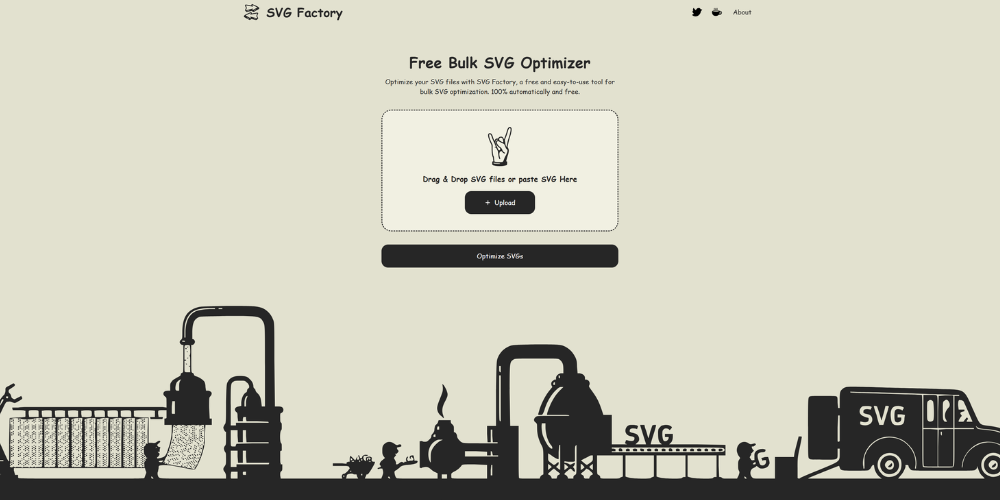 SVG Factory
About
Free Bulk SVG Optimizer
Optimize your SVG files with SVG Factory, a free and easy-to-use tool for
bulk SVG optimization. 100% automatically and free.
Drag & Drop SVG files or paste SVG Here
+ Upload
Optimize SVGs
SVG
G
SVG